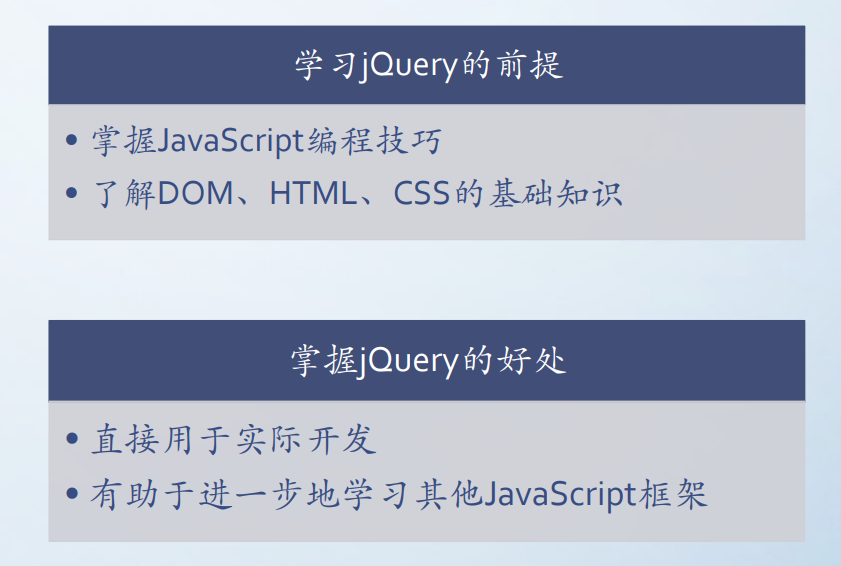 学习jQuery的前提
• 掌握JavaScript编程技巧
• 了解DOM、HTML、CSS的基础知识
掌握jQuery的好处
• 直接用于实际开发
• 有助于进一步地学习其他JavaScript框架